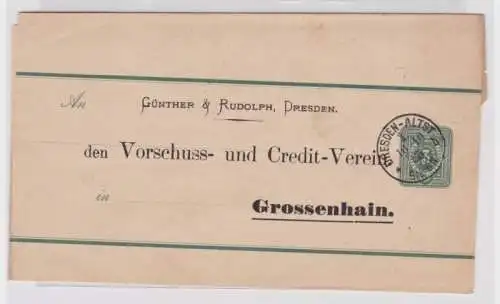 GÜNTHER & RUDOLPH, DRESDEN.
An
den Vorschuss- und Credit-Verein
in
Grossenhain.
DRESDEN-ALTST.